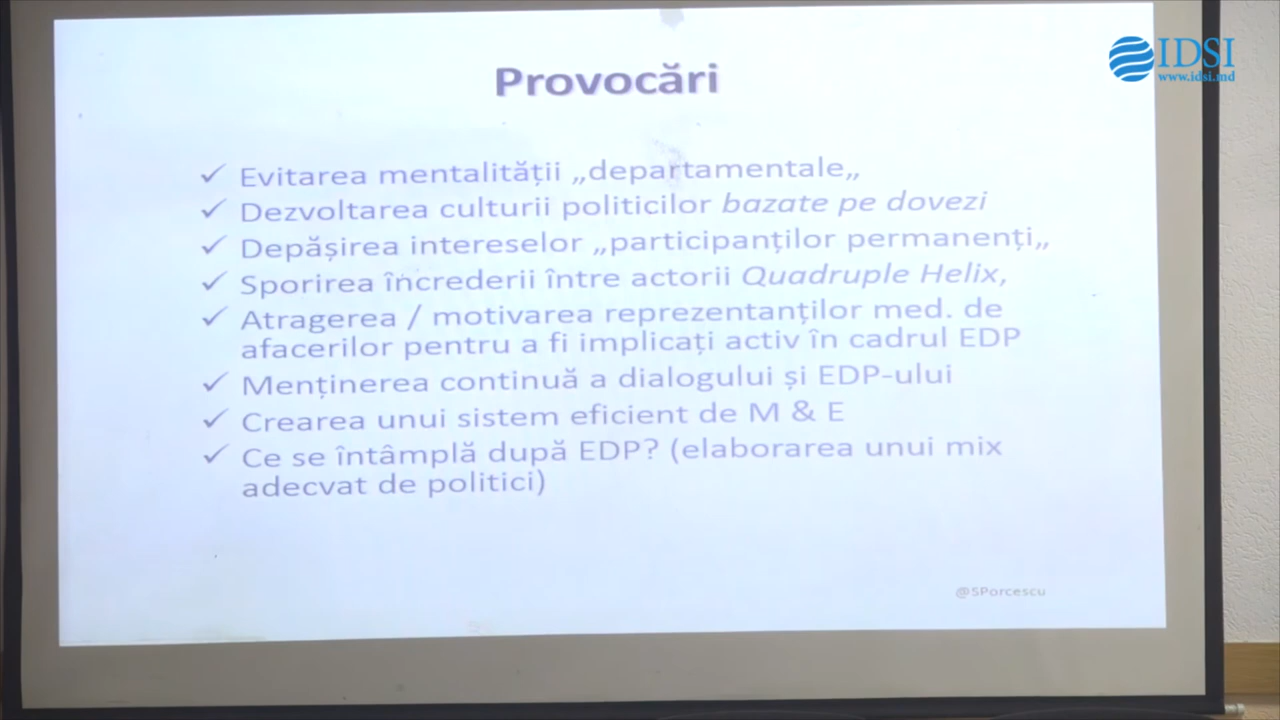 IDSI
www.idsi.md
Provocări
✓ Evitarea mentalității „departamentale„
✓ Dezvoltarea culturii politicilor bazate pe dovezi
✓ Depășirea intereselor „participanților permanenți„
✓ Sporirea încrederii între actorii Quadruple Helix,
✓ Atragerea / motivarea reprezentanților med. de
afacerilor pentru a fi implicați activ în cadrul EDP
✓ Menținerea continuă a dialogului și EDP-ului
✓ Crearea unui sistem eficient de M & E
✓ Ce se întâmplă după EDP? (elaborarea unui mix
adecvat de politici)
@SPorcescu